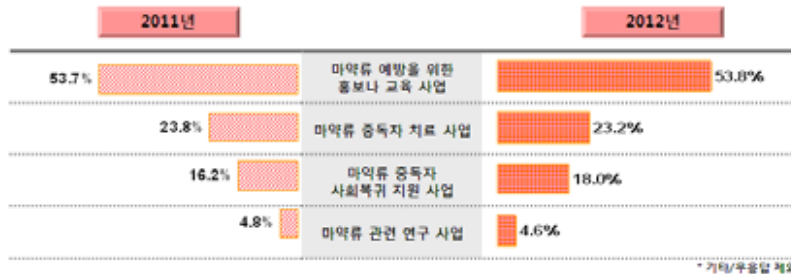 2011년 2012년
53.7% 마약류 예방을 위한 53.8%
홍보나 교육 사업
23.8% 마약류 중독자 치료 사업 23.2%
16.2% 마약류 중독자 18.0%
사회복귀 지원 사업
4.8% 마약류 관련 연구 사업 4.6%
* 기타/무응답 제외